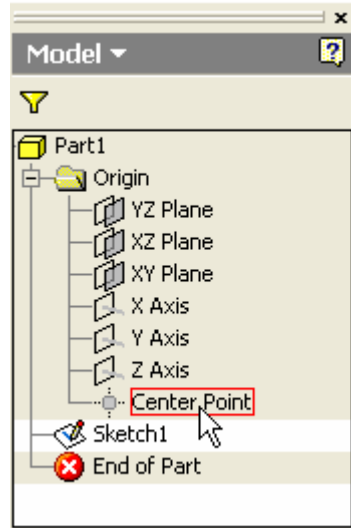 Model
Part1
Origin
YZ Plane
XZ Plane
XY Plane
X Axis
Y Axis
Z Axis
Center Point
Sketch1
End of Part